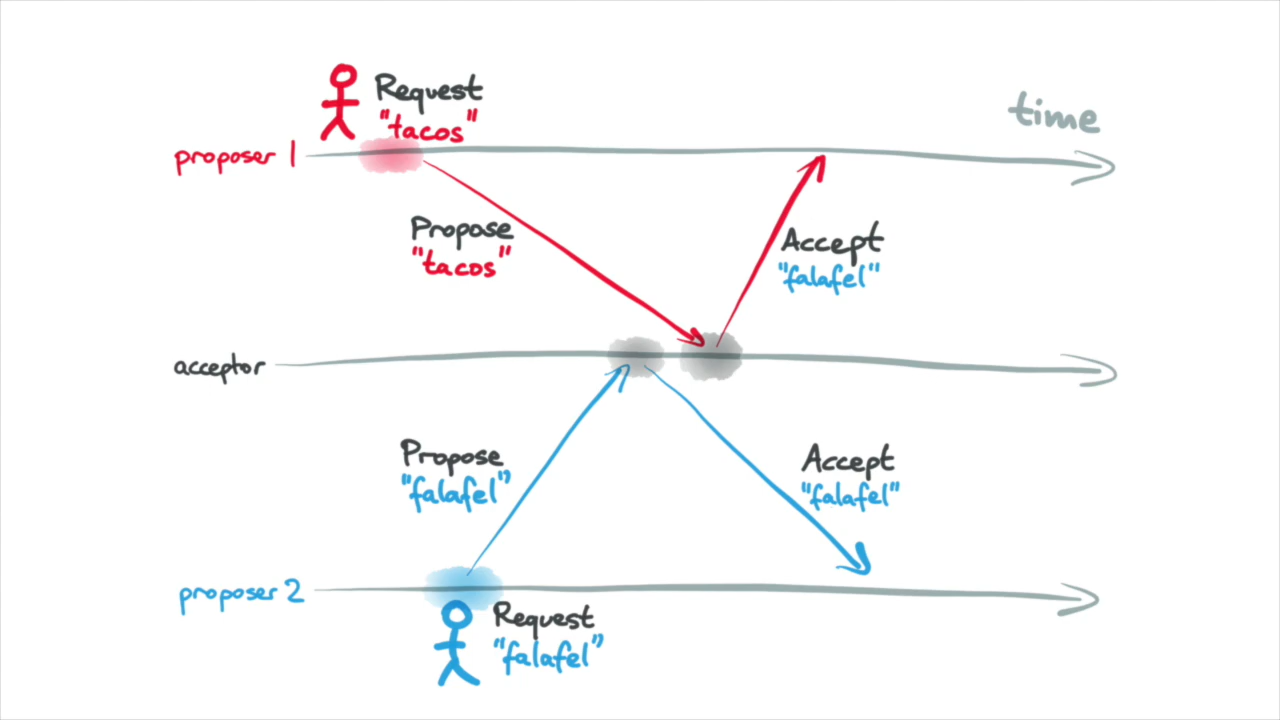 Request
"tacos"
time
proposer 1
Propose
"tacos"
Accept
"falafel"
acceptor
Propose
"falafel"
Accept
"falafel"
proposer 2
Request
"falafel"